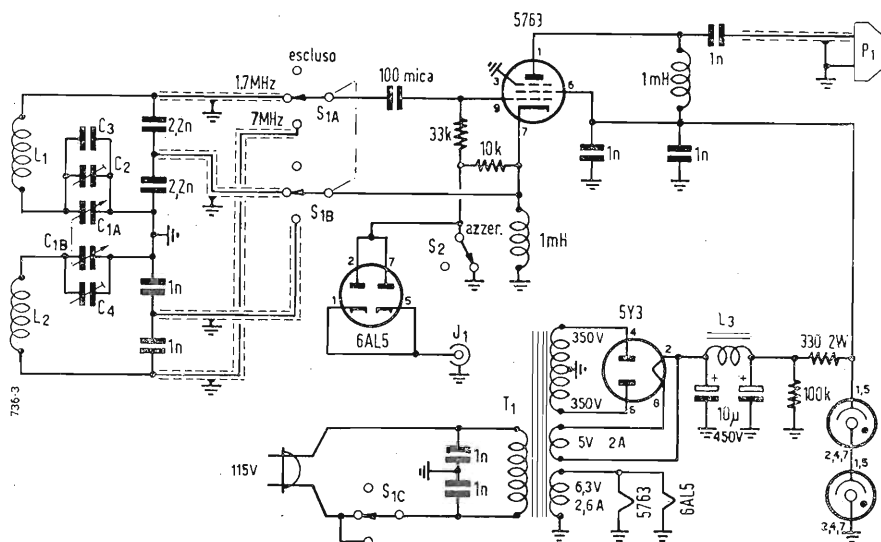 5763
escluso
1.7MHz
100 mica
1n
P1
S1A
1
3
6
9
7
1mH
7MHz
33k
10k
2,2n
C3
L1
C2
2,2n
C1A
1n
1n
S1B
azzer.
S2
1mH
C1B
2
7
1n
C4
L2
1n
1
5
6AL5
J1
5Y3
L3
350V
4
2
330 2W
350V
6
8
10µ
450V
100k
1,5
T1
5V 2A
2,4,7
1,5
115V
1n
1n
S1C
6,3V
2,6A
5763
6AL5
3,4,7
736-3